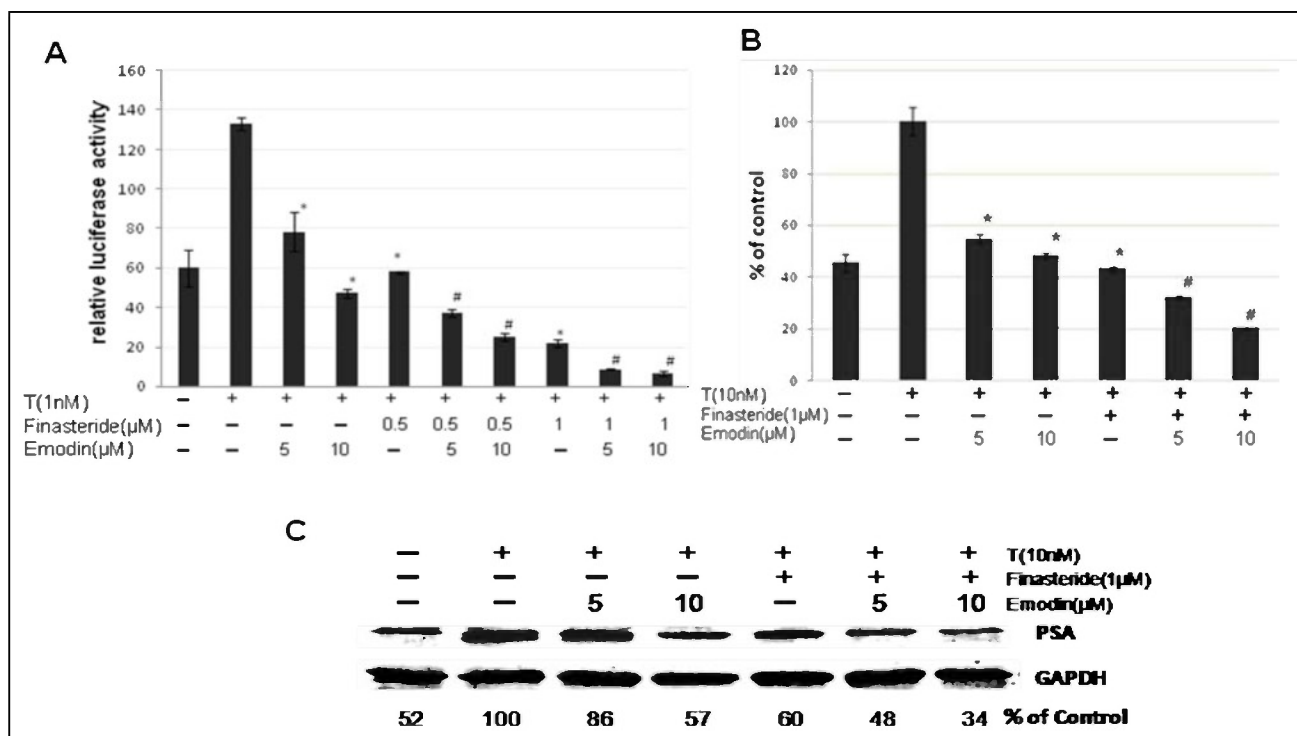 A
relative luciferase activity
160
140
120
100
80
60
40
20
0
*
*
*
#
#
*
#
#
T(1nM) – + + + + + + + + +
Finasteride(µM) – – – – 0.5 0.5 0.5 1 1 1
Emodin(µM) – – 5 10 – 5 10 – 5 10
B
% of control
120
100
80
60
40
20
0
*
*
*
#
#
T(10nM) – + + + + + +
Finasteride(1µM) – – – – + + +
Emodin(µM) – – 5 10 – 5 10
C
– + + + + + + T(10nM)
– – – – + + + Finasteride(1µM)
– – 5 10 – 5 10 Emodin(µM)
PSA
GAPDH
52 100 86 57 60 48 34 % of Control